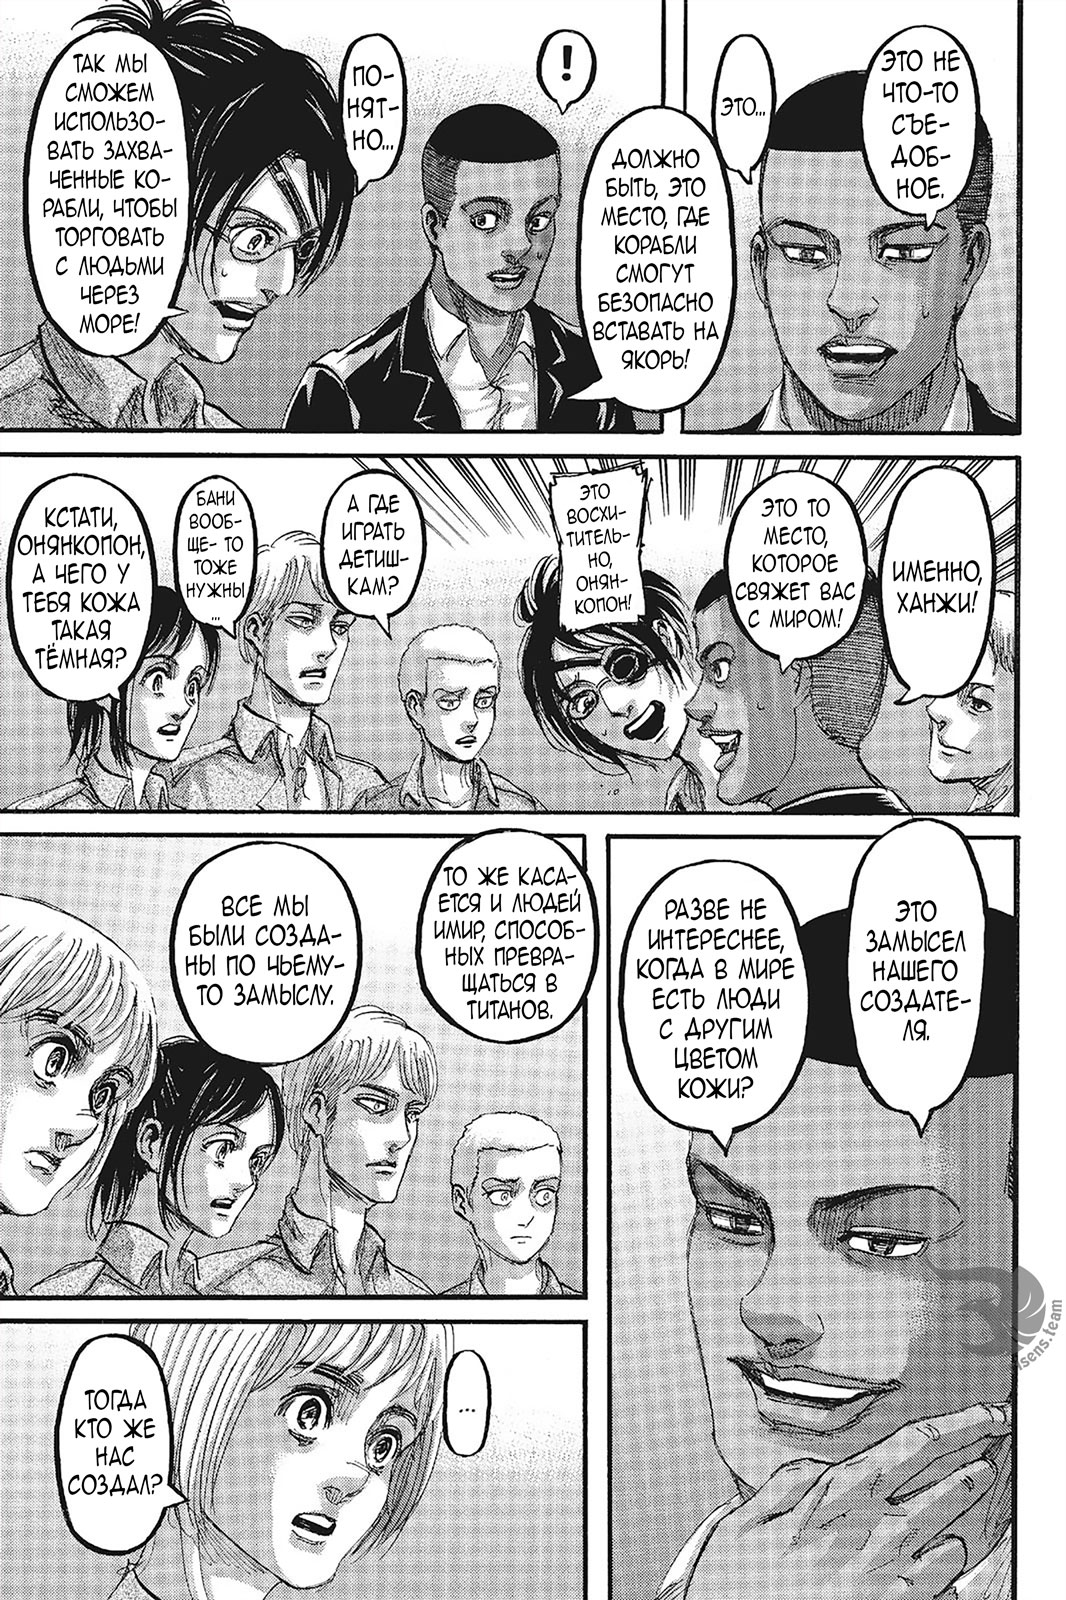 ЭТО НЕ
ЧТО-ТО
СЪЕ-
ДОБ-
НОЕ.
ЭТО...
!
ДОЛЖНО
БЫТЬ, ЭТО
МЕСТО, ГДЕ
КОРАБЛИ
СМОГУТ
БЕЗОПАСНО
ВСТАВАТЬ НА
ЯКОРЬ!
ПО-
НЯТ-
НО...
ТАК МЫ
СМОЖЕМ
ИСПОЛЬЗО-
ВАТЬ ЗАХВА-
ЧЕННЫЕ КО-
РАБЛИ, ЧТОБЫ
ТОРГОВАТЬ
С ЛЮДЬМИ
ЧЕРЕЗ
МОРЕ!
ИМЕННО,
ХАНЖИ!
ЭТО ТО
МЕСТО,
КОТОРОЕ
СВЯЖЕТ ВАС
С МИРОМ!
ЭТО
ВОСХИ-
ТИТЕЛЬ-
НО,
ОНЯН-
КОПОН!
А ГДЕ
ИГРАТЬ
ДЕТИШ-
КАМ?
БАНИ
ВООБ-
ЩЕ- ТО
ТОЖЕ
НУЖНЫ
...
КСТАТИ,
ОНЯНКОПОН,
А ЧЕГО У
ТЕБЯ КОЖА
ТАКАЯ
ТЁМНАЯ?
ЭТО
ЗАМЫСЕЛ
НАШЕГО
СОЗДАТЕ-
ЛЯ.
РАЗВЕ НЕ
ИНТЕРЕСНЕЕ,
КОГДА В МИРЕ
ЕСТЬ ЛЮДИ
С ДРУГИМ
ЦВЕТОМ
КОЖИ?
ТО ЖЕ КАСА-
ЕТСЯ И ЛЮДЕЙ
ИМИР, СПОСОБ-
НЫХ ПРЕВРА-
ЩАТЬСЯ В
ТИТАНОВ.
ВСЕ МЫ
БЫЛИ СОЗДА-
НЫ ПО ЧЬЕМУ-
ТО ЗАМЫСЛУ.
...
ТОГДА
КТО ЖЕ
НАС
СОЗДАЛ?